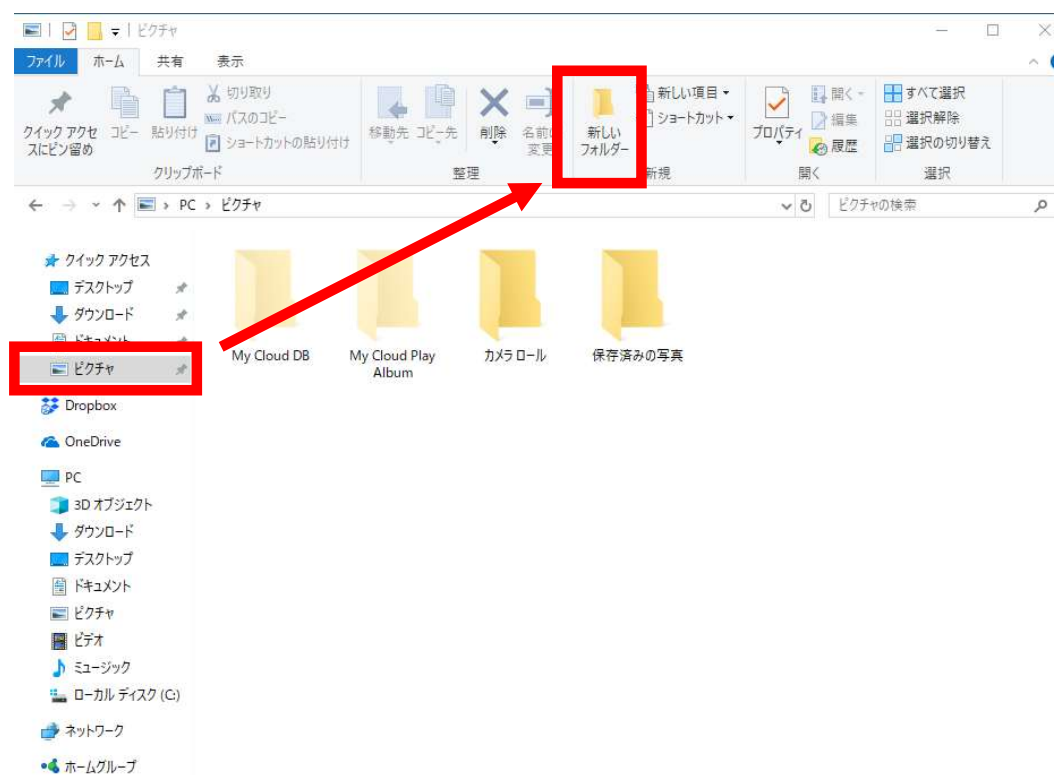 ピクチャ
ファイル ホーム 共有 表示
クイック アクセ
スにピン留め
コピー
貼り付け
切り取り
パスのコピー
ショートカットの貼り付け
クリップボード
移動先
コピー先
削除
名前の
変更
整理
新しい
フォルダー
新しい項目
ショートカット
新規
プロパティ
開く
編集
履歴
開く
すべて選択
選択解除
選択の切り替え
選択
PC › ピクチャ
ピクチャの検索
クイック アクセス
デスクトップ
ダウンロード
ドキュメント
ピクチャ
Dropbox
OneDrive
PC
3D オブジェクト
ダウンロード
デスクトップ
ドキュメント
ピクチャ
ビデオ
ミュージック
ローカル ディスク (C:)
ネットワーク
ホームグループ
My Cloud DB
My Cloud Play
Album
カメラ ロール
保存済みの写真